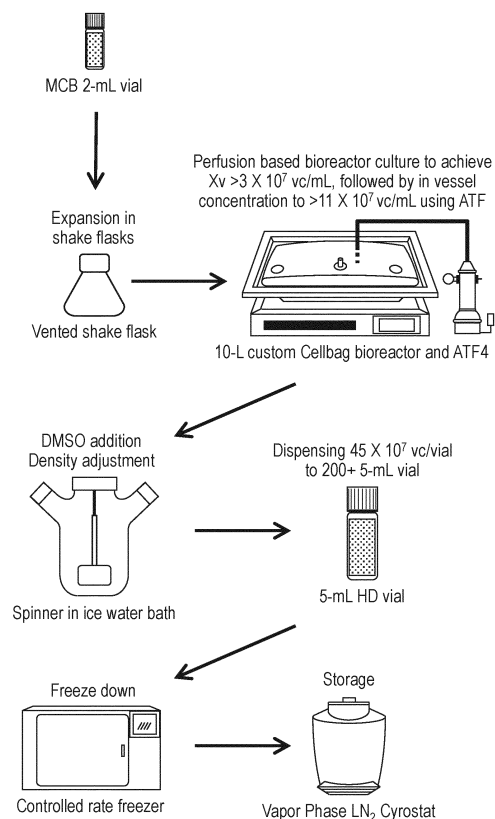 MCB 2-mL vial
Perfusion based bioreactor culture to achieve
Xv >3 X 10⁷ vc/mL, followed by in vessel
concentration to >11 X 10⁷ vc/mL using ATF
Expansion in
shake flasks
Vented shake flask
10-L custom Cellbag bioreactor and ATF4
DMSO addition
Density adjustment
Dispensing 45 X 10⁷ vc/vial
to 200+ 5-mL vial
Spinner in ice water bath
5-mL HD vial
Freeze down
Storage
Controlled rate freezer
Vapor Phase LN₂ Cyrostat